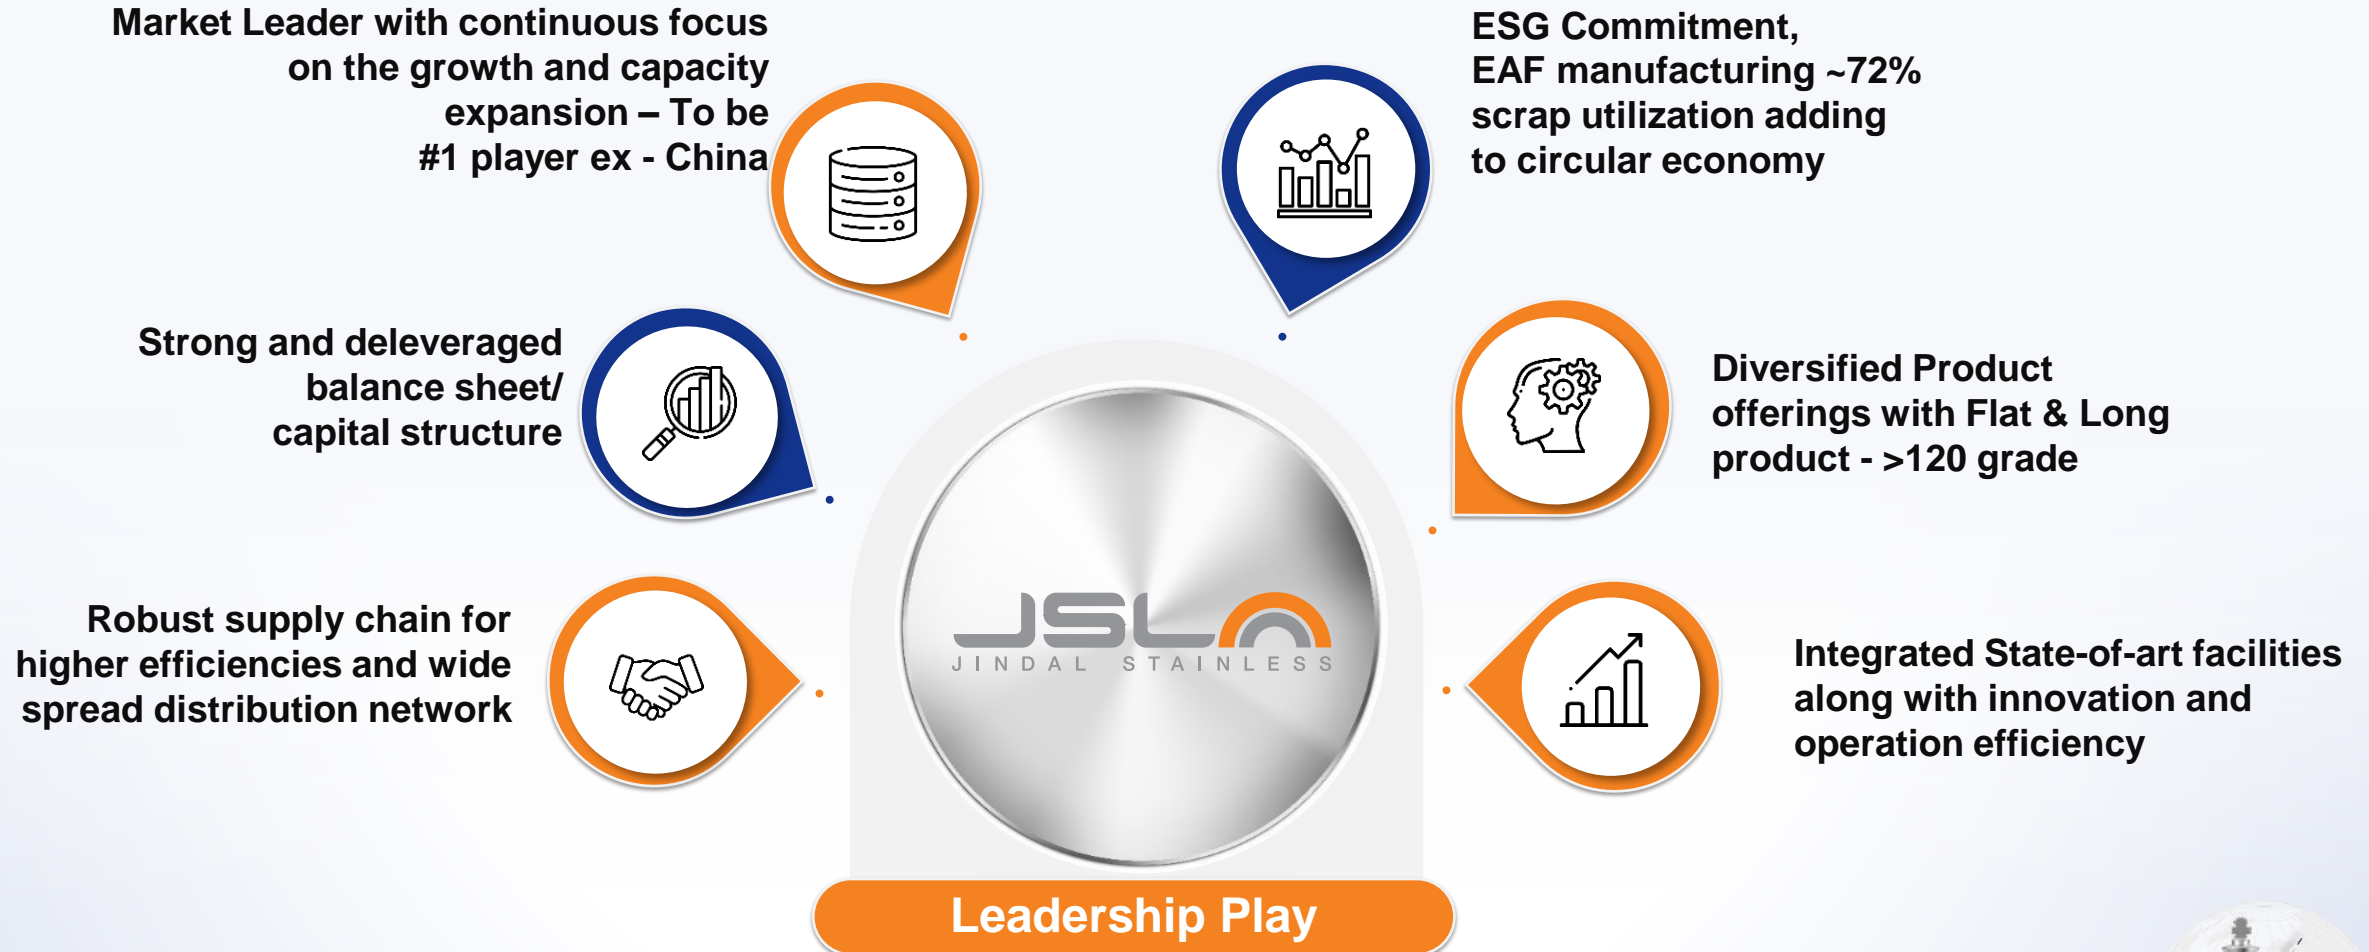 Market Leader with continuous focus
on the growth and capacity
expansion – To be
#1 player ex - China
ESG Commitment,
EAF manufacturing ~72%
scrap utilization adding
to circular economy
Strong and deleveraged
balance sheet/
capital structure
Diversified Product
offerings with Flat & Long
product - >120 grade
Robust supply chain for
higher efficiencies and wide
spread distribution network
Integrated State-of-art facilities
along with innovation and
operation efficiency
JSL
JINDAL STAINLESS
Leadership Play